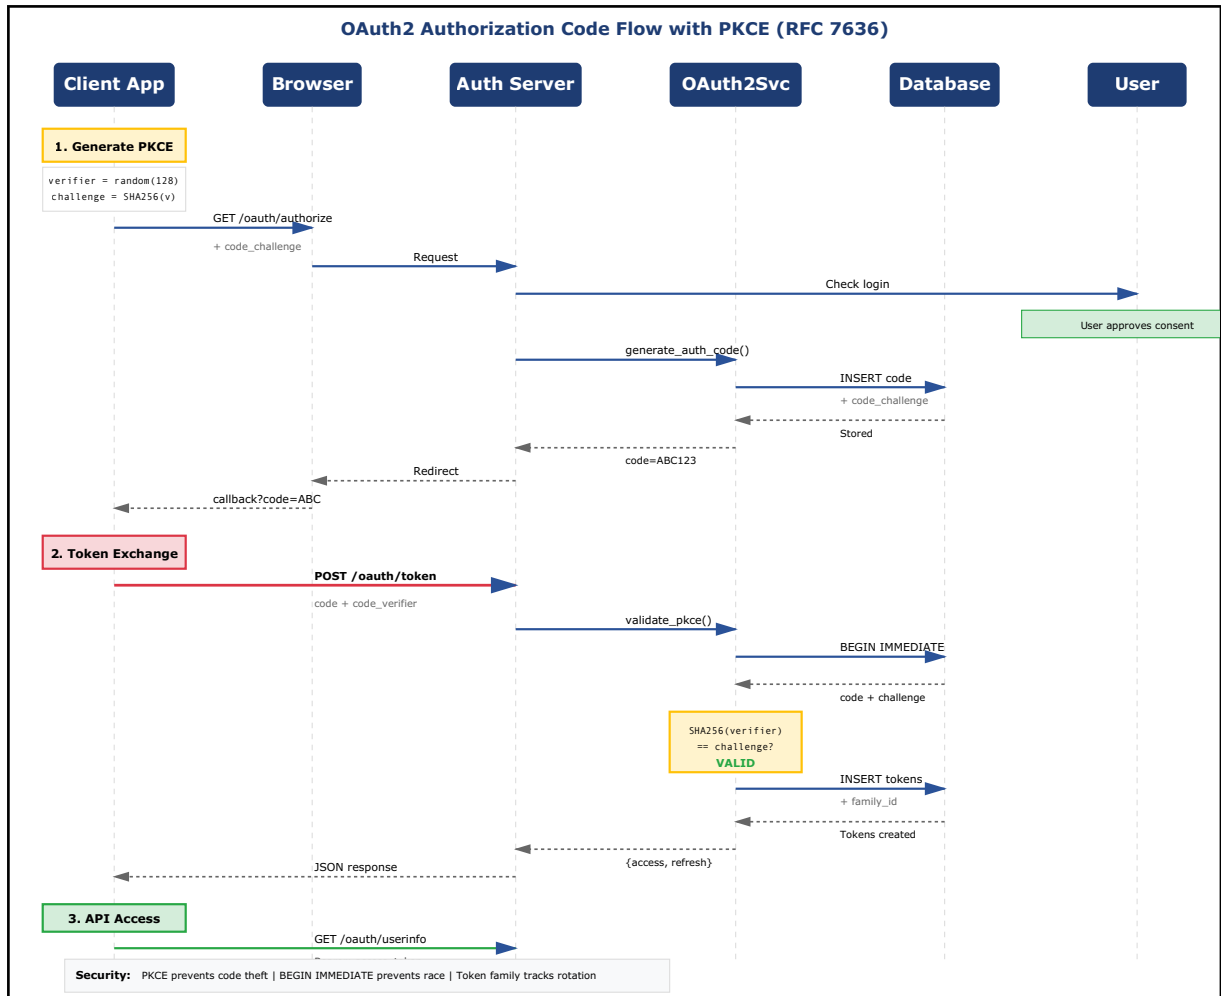 OAuth2 Authorization Code Flow with PKCE (RFC 7636)
Client App
Browser
Auth Server
OAuth2Svc
Database
User
1. Generate PKCE
verifier = random(128)
challenge = SHA256(v)
GET /oauth/authorize
+ code_challenge
Request
Check login
User approves consent
generate_auth_code()
INSERT code
+ code_challenge
Stored
code=ABC123
Redirect
callback?code=ABC
2. Token Exchange
POST /oauth/token
code + code_verifier
validate_pkce()
BEGIN IMMEDIATE
code + challenge
SHA256(verifier)
== challenge?
VALID
INSERT tokens
+ family_id
Tokens created
{access, refresh}
JSON response
3. API Access
GET /oauth/userinfo
Security: PKCE prevents code theft | BEGIN IMMEDIATE prevents race | Token family tracks rotation